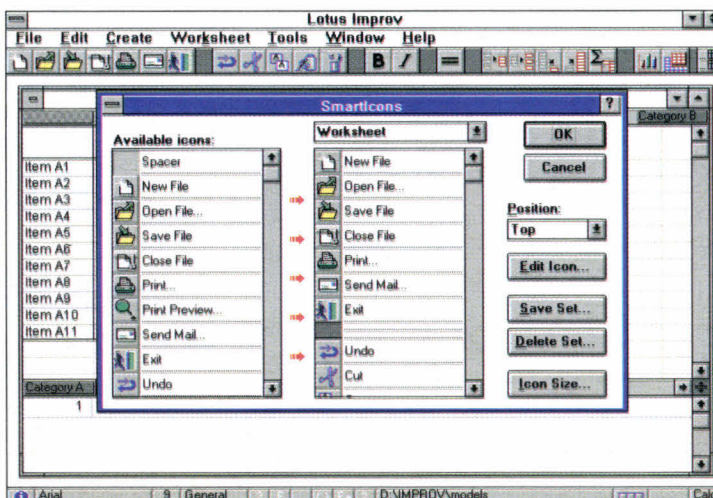 Lotus Improv
File Edit Create Worksheet Tools Window Help
B I = Σ
SmartIcons
?
Category B
Available icons:
Worksheet
OK
Cancel
Spacer
New File
Open File...
Save File
Close File
Print...
Print Preview...
Send Mail...
Exit
Undo
New File
Open File...
Save File
Close File
Print...
Send Mail...
Exit
Undo
Cut
Position:
Top
Edit Icon...
Save Set...
Delete Set...
Icon Size...
Item A1
Item A2
Item A3
Item A4
Item A5
Item A6
Item A7
Item A8
Item A9
Item A10
Item A11
Category A
1
Arial 9 General D:\IMPROV\models